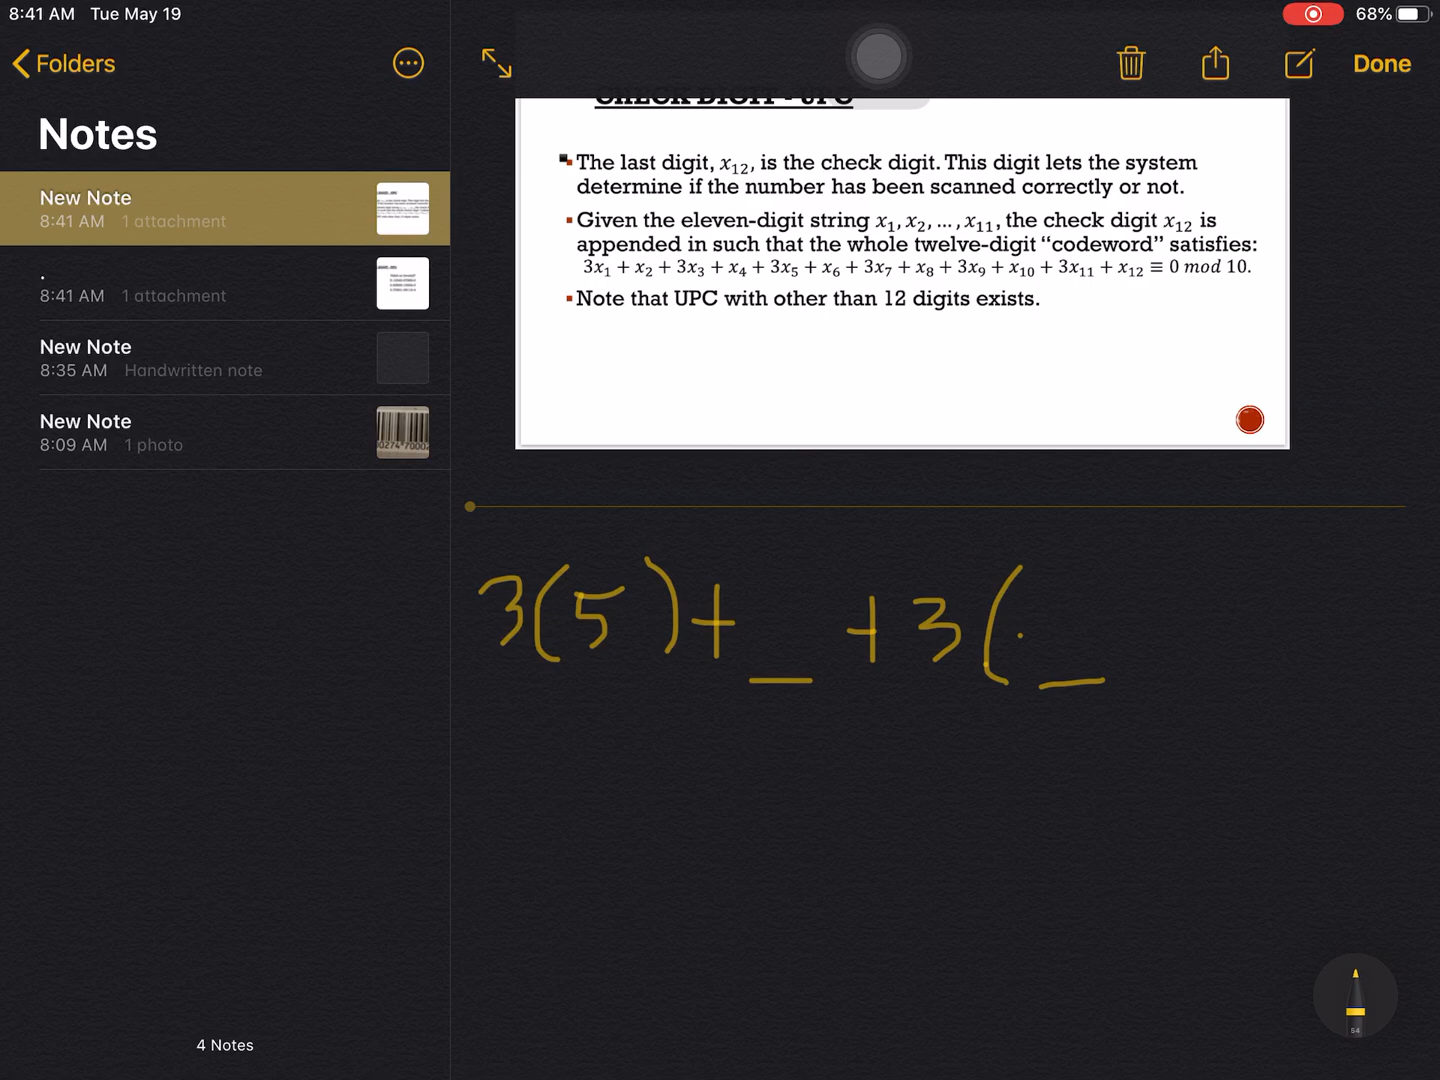 8:41 AM Tue May 19
68%
Folders
Done
Notes
New Note
8:41 AM 1 attachment
.
8:41 AM 1 attachment
New Note
8:35 AM Handwritten note
New Note
8:09 AM 1 photo
4 Notes
CHECK DIGIT - UPC
▪ The last digit, x₁₂, is the check digit. This digit lets the system
determine if the number has been scanned correctly or not.
▪ Given the eleven-digit string x₁, x₂, …, x₁₁, the check digit x₁₂ is
appended in such that the whole twelve-digit “codeword” satisfies:
3x₁ + x₂ + 3x₃ + x₄ + 3x₅ + x₆ + 3x₇ + x₈ + 3x₉ + x₁₀ + 3x₁₁ + x₁₂ ≡ 0 mod 10.
▪ Note that UPC with other than 12 digits exists.
3(5)+ _ +3( _
54